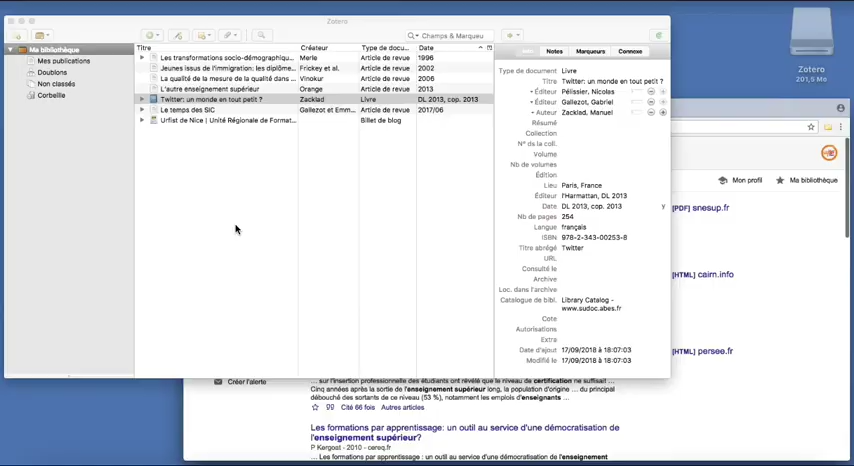 Zotero
Champs & Marqueu
Ma bibliothèque
Mes publications
Doublons
Non classés
Corbeille
Titre Créateur Type de docu... Date
Les transformations socio-démographiqu... Merle Article de revue 1996
Jeunes issus de l'immigration: les diplôme... Frickey et al. Article de revue 2002
La qualité de la mesure de la qualité dans ... Vinokur Article de revue 2006
L'autre enseignement supérieur Orange Article de revue 2013
Twitter: un monde en tout petit ? Zacklad Livre DL 2013, cop. 2013
Le temps des SIC Gallezot et Emm... Article de revue 2017/06
Urfist de Nice | Unité Régionale de Format... Billet de blog
Info Notes Marqueurs Connexe
Type de document Livre
Titre Twitter: un monde en tout petit ?
Éditeur Pélissier, Nicolas
Éditeur Gallezot, Gabriel
Auteur Zacklad, Manuel
Résumé
Collection
N° ds la coll.
Volume
Nb de volumes
Édition
Lieu Paris, France
Éditeur l'Harmattan, DL 2013
Date DL 2013, cop. 2013 y
Nb de pages 254
Langue français
ISBN 978-2-343-00253-8
Titre abrégé Twitter
URL
Consulté le
Archive
Loc. dans l'archive
Catalogue de bibl. Library Catalog -
www.sudoc.abes.fr
Cote
Autorisations
Extra
Date d'ajout 17/09/2018 à 18:07:03
Modifié le 17/09/2018 à 18:07:03
Zotero
201,5 Mo
Mon profil Ma bibliothèque
[PDF] snesup.fr
[HTML] cairn.info
[HTML] persee.fr
Créer l'alerte
... sur l'insertion professionnelle des étudiants ont révélé que le niveau de certification ne suffisait ...
Cinq années après la sortie de l'enseignement supérieur long, la population d'origine ... du principal
débouché des sortants de ce niveau (53 %), notamment les emplois d'enseignants ...
Cité 66 fois Autres articles
Les formations par apprentissage: un outil au service d'une démocratisation de
l'enseignement supérieur?
P Kergoat - 2010 - cereq.fr
... Les formations par apprentissage: un outil au service d'une démocratisation de l'enseignement